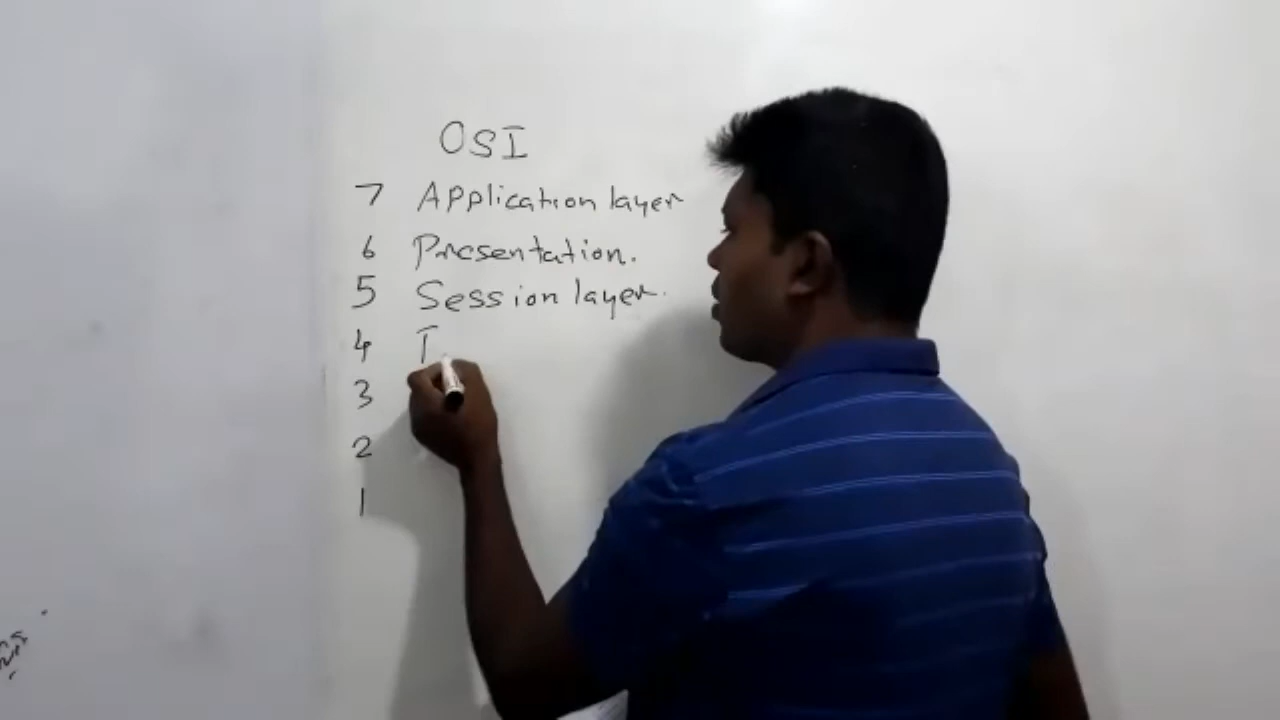 OSI
7 Application layer
6 Presentation.
5 Session layer.
4 T
3
2
1